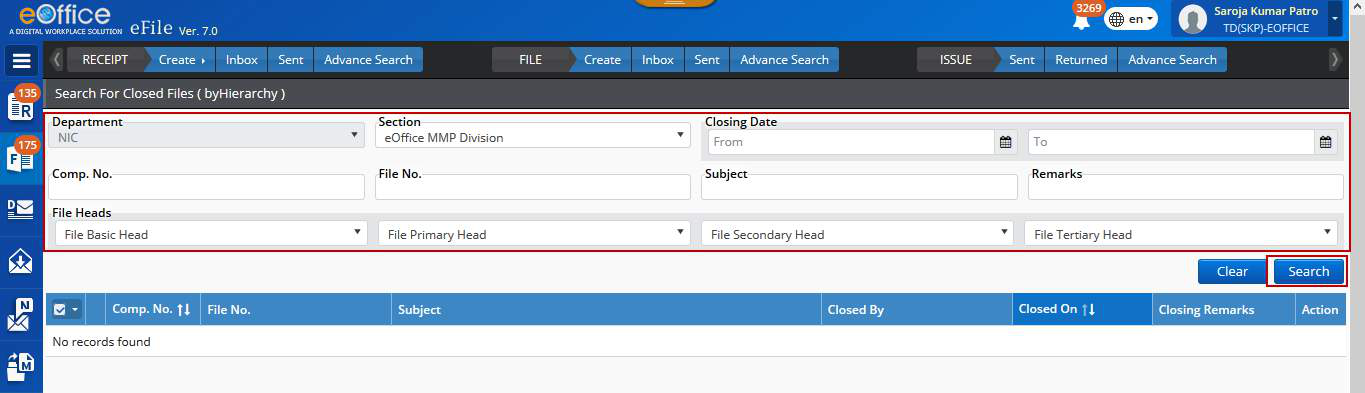 eOffice
A DIGITAL WORKPLACE SOLUTION
eFile Ver. 7.0
3269
en
Saroja Kumar Patro
TD(SKP)-EOFFICE
RECEIPT Create Inbox Sent Advance Search FILE Create Inbox Sent Advance Search ISSUE Sent Returned Advance Search
135
R
Search For Closed Files ( byHierarchy )
Department Section Closing Date
NIC eOffice MMP Division From To
175
F
Comp. No. File No. Subject Remarks
D
File Heads
File Basic Head File Primary Head File Secondary Head File Tertiary Head
Clear Search
N
Comp. No. File No. Subject Closed By Closed On Closing Remarks Action
No records found
M